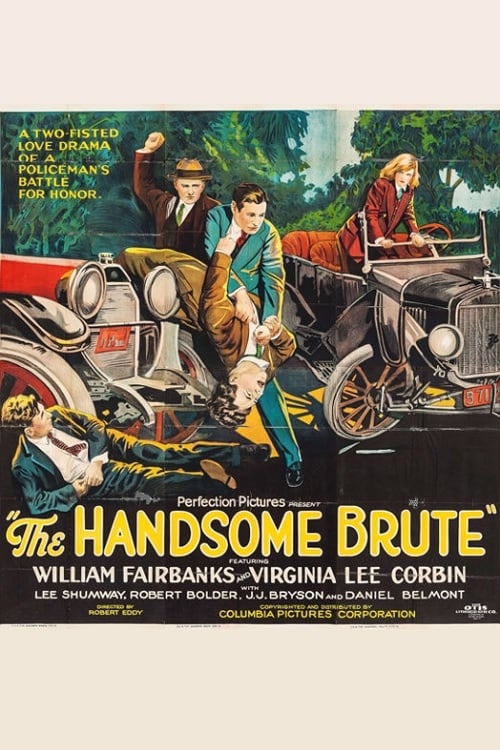 A TWO-FISTED
LOVE DRAMA
OF A
POLICEMAN'S
BATTLE
FOR HONOR
371
Perfection Pictures PRESENT
"The HANDSOME BRUTE"
FEATURING
WILLIAM FAIRBANKS AND VIRGINIA LEE CORBIN
WITH
LEE SHUMWAY, ROBERT BOLDER, J.J. BRYSON AND DANIEL BELMONT
DIRECTED BY
ROBERT EDDY
COPYRIGHTED AND DISTRIBUTED BY
COLUMBIA PICTURES CORPORATION
OTIS